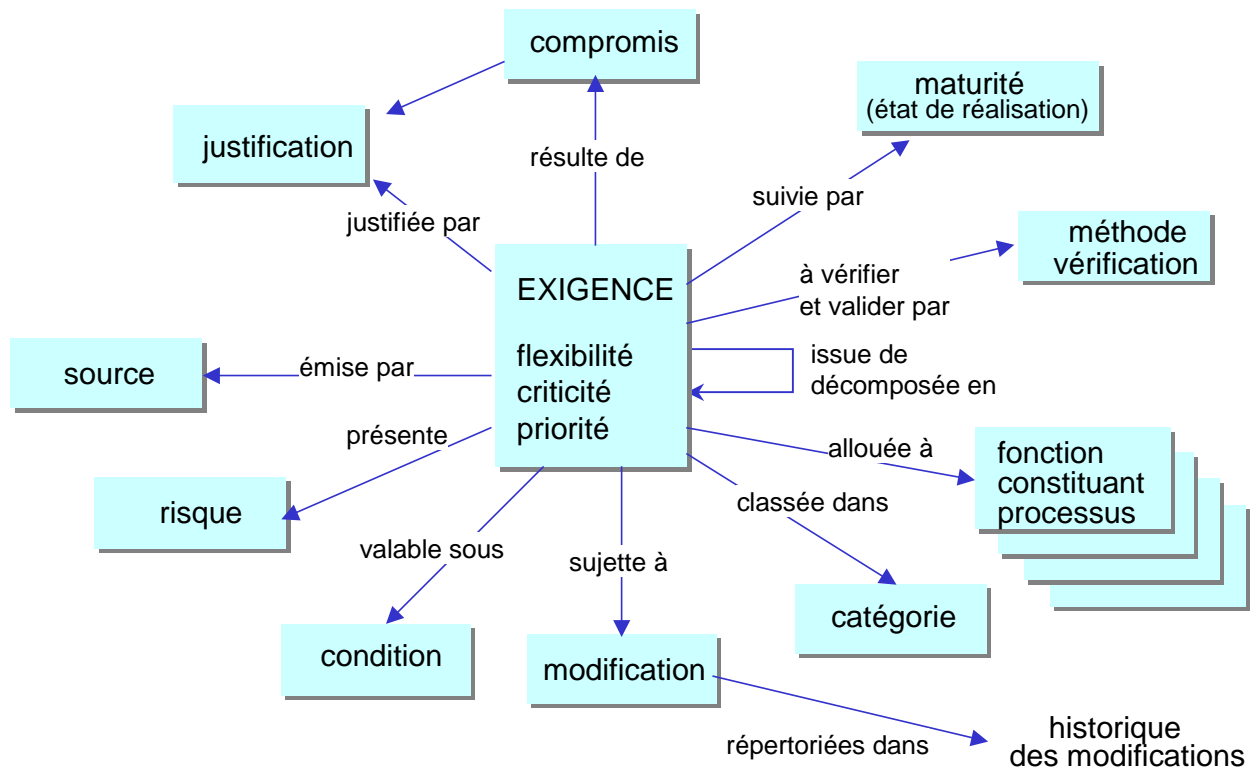 compromis
maturité
(état de réalisation)
justification
résulte de
suivie par
justifiée par
méthode
vérification
EXIGENCE
flexibilité
criticité
priorité
à vérifier
et valider par
issue de
décomposée en
source
émise par
présente
allouée à
fonction
constituant
processus
risque
classée dans
valable sous
sujette à
catégorie
condition
modification
répertoriées dans
historique
des modifications